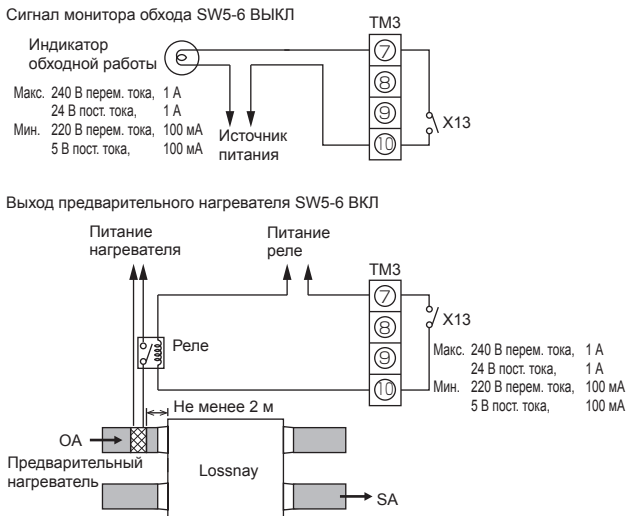 Сигнал монитора обхода SW5-6 ВЫКЛ
TM3
Индикатор
обходной работы
Макс. 240 В перем. тока, 1 А
24 В пост. тока, 1 А
Мин. 220 В перем. тока, 100 мА
5 В пост. тока, 100 мА
Источник
питания
⑦
⑧
⑨
⑩
X13
Выход предварительного нагревателя SW5-6 ВКЛ
Питание
нагревателя
Питание
реле
TM3
Реле
⑦
⑧
⑨
⑩
X13
Макс. 240 В перем. тока, 1 А
24 В пост. тока, 1 А
Мин. 220 В перем. тока, 100 мА
5 В пост. тока, 100 мА
Не менее 2 м
OA
Предварительный
нагреватель
Lossnay
SA